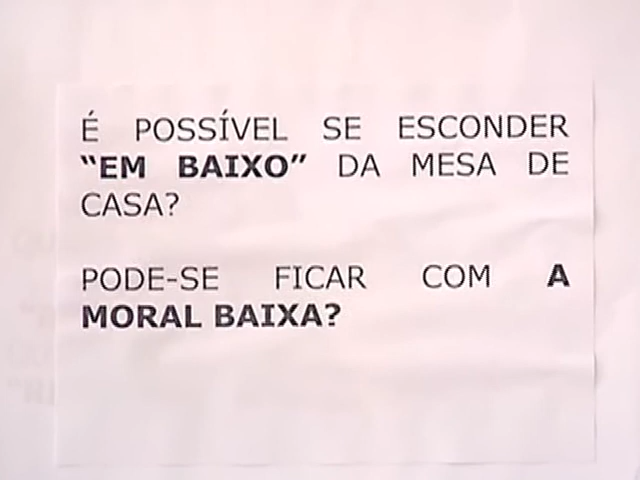 É POSSÍVEL SE ESCONDER
“EM BAIXO” DA MESA DE
CASA?
PODE-SE FICAR COM A
MORAL BAIXA?